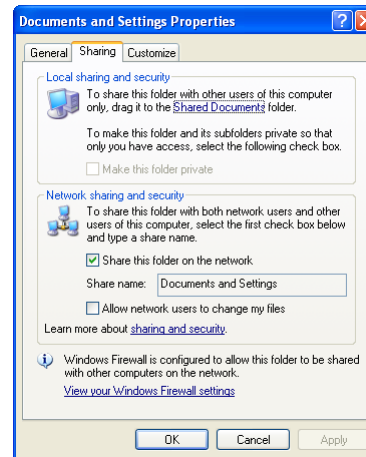 Documents and Settings Properties
General Sharing Customize
Local sharing and security
To share this folder with other users of this computer
only, drag it to the Shared Documents folder.
To make this folder and its subfolders private so that
only you have access, select the following check box.
Make this folder private
Network sharing and security
To share this folder with both network users and other
users of this computer, select the first check box below
and type a share name.
Share this folder on the network
Share name: Documents and Settings
Allow network users to change my files
Learn more about sharing and security.
Windows Firewall is configured to allow this folder to be shared
with other computers on the network.
View your Windows Firewall settings
OK Cancel Apply